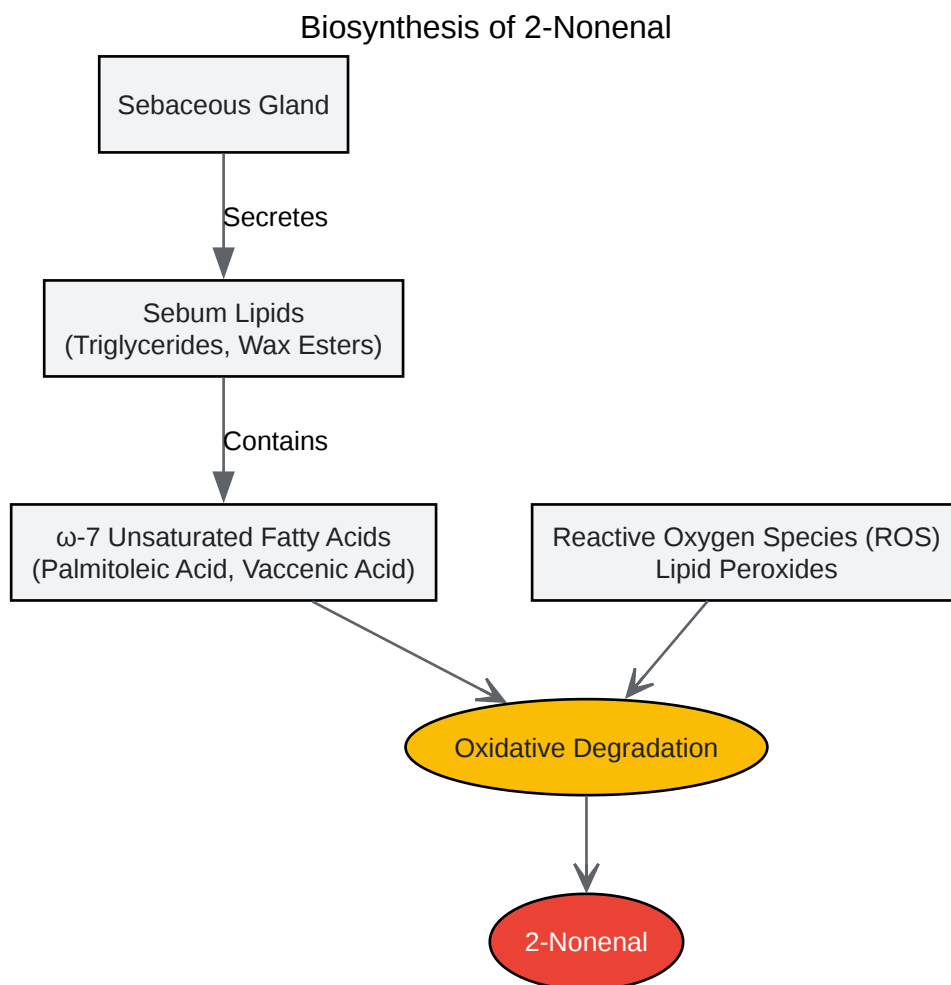 Biosynthesis of 2-Nonenal
Sebaceous Gland
Secretes
Sebum Lipids
(Triglycerides, Wax Esters)
Contains
ω-7 Unsaturated Fatty Acids
(Palmitoleic Acid, Vaccenic Acid)
Reactive Oxygen Species (ROS)
Lipid Peroxides
Oxidative Degradation
2-Nonenal